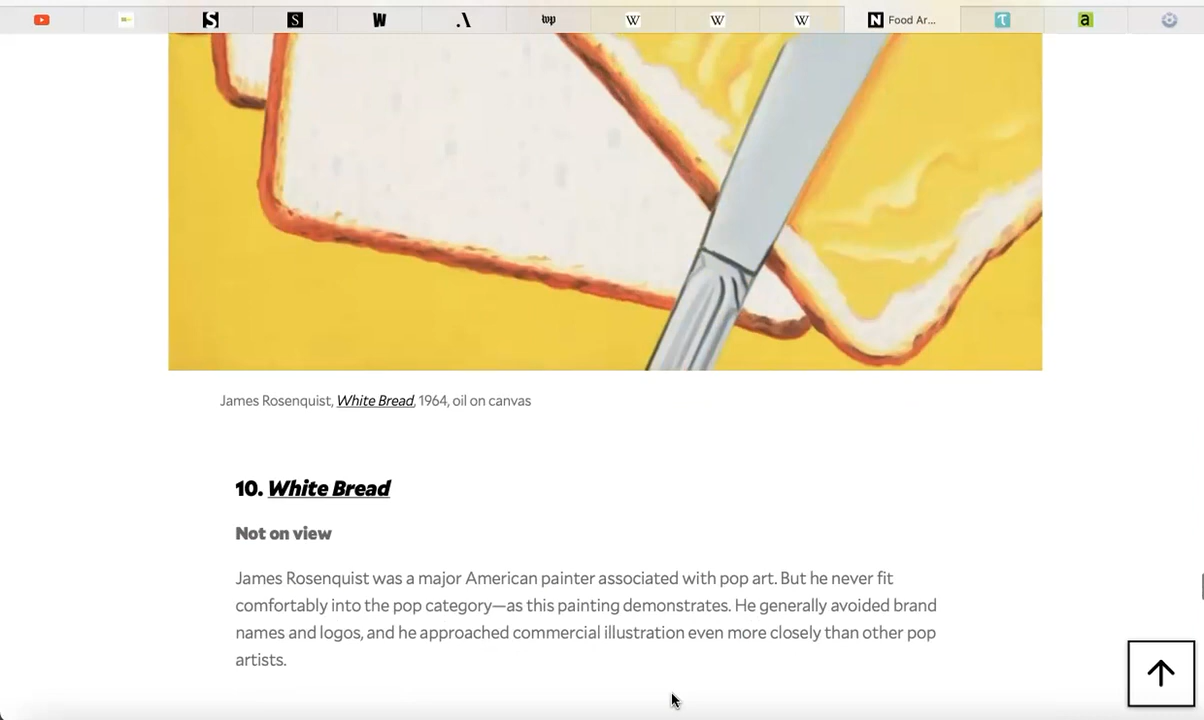 S
S
W
.\
wp
W
W
W
N Food Ar...
τ
a
James Rosenquist, White Bread, 1964, oil on canvas
10. White Bread
Not on view
James Rosenquist was a major American painter associated with pop art. But he never fit
comfortably into the pop category—as this painting demonstrates. He generally avoided brand
names and logos, and he approached commercial illustration even more closely than other pop
artists.